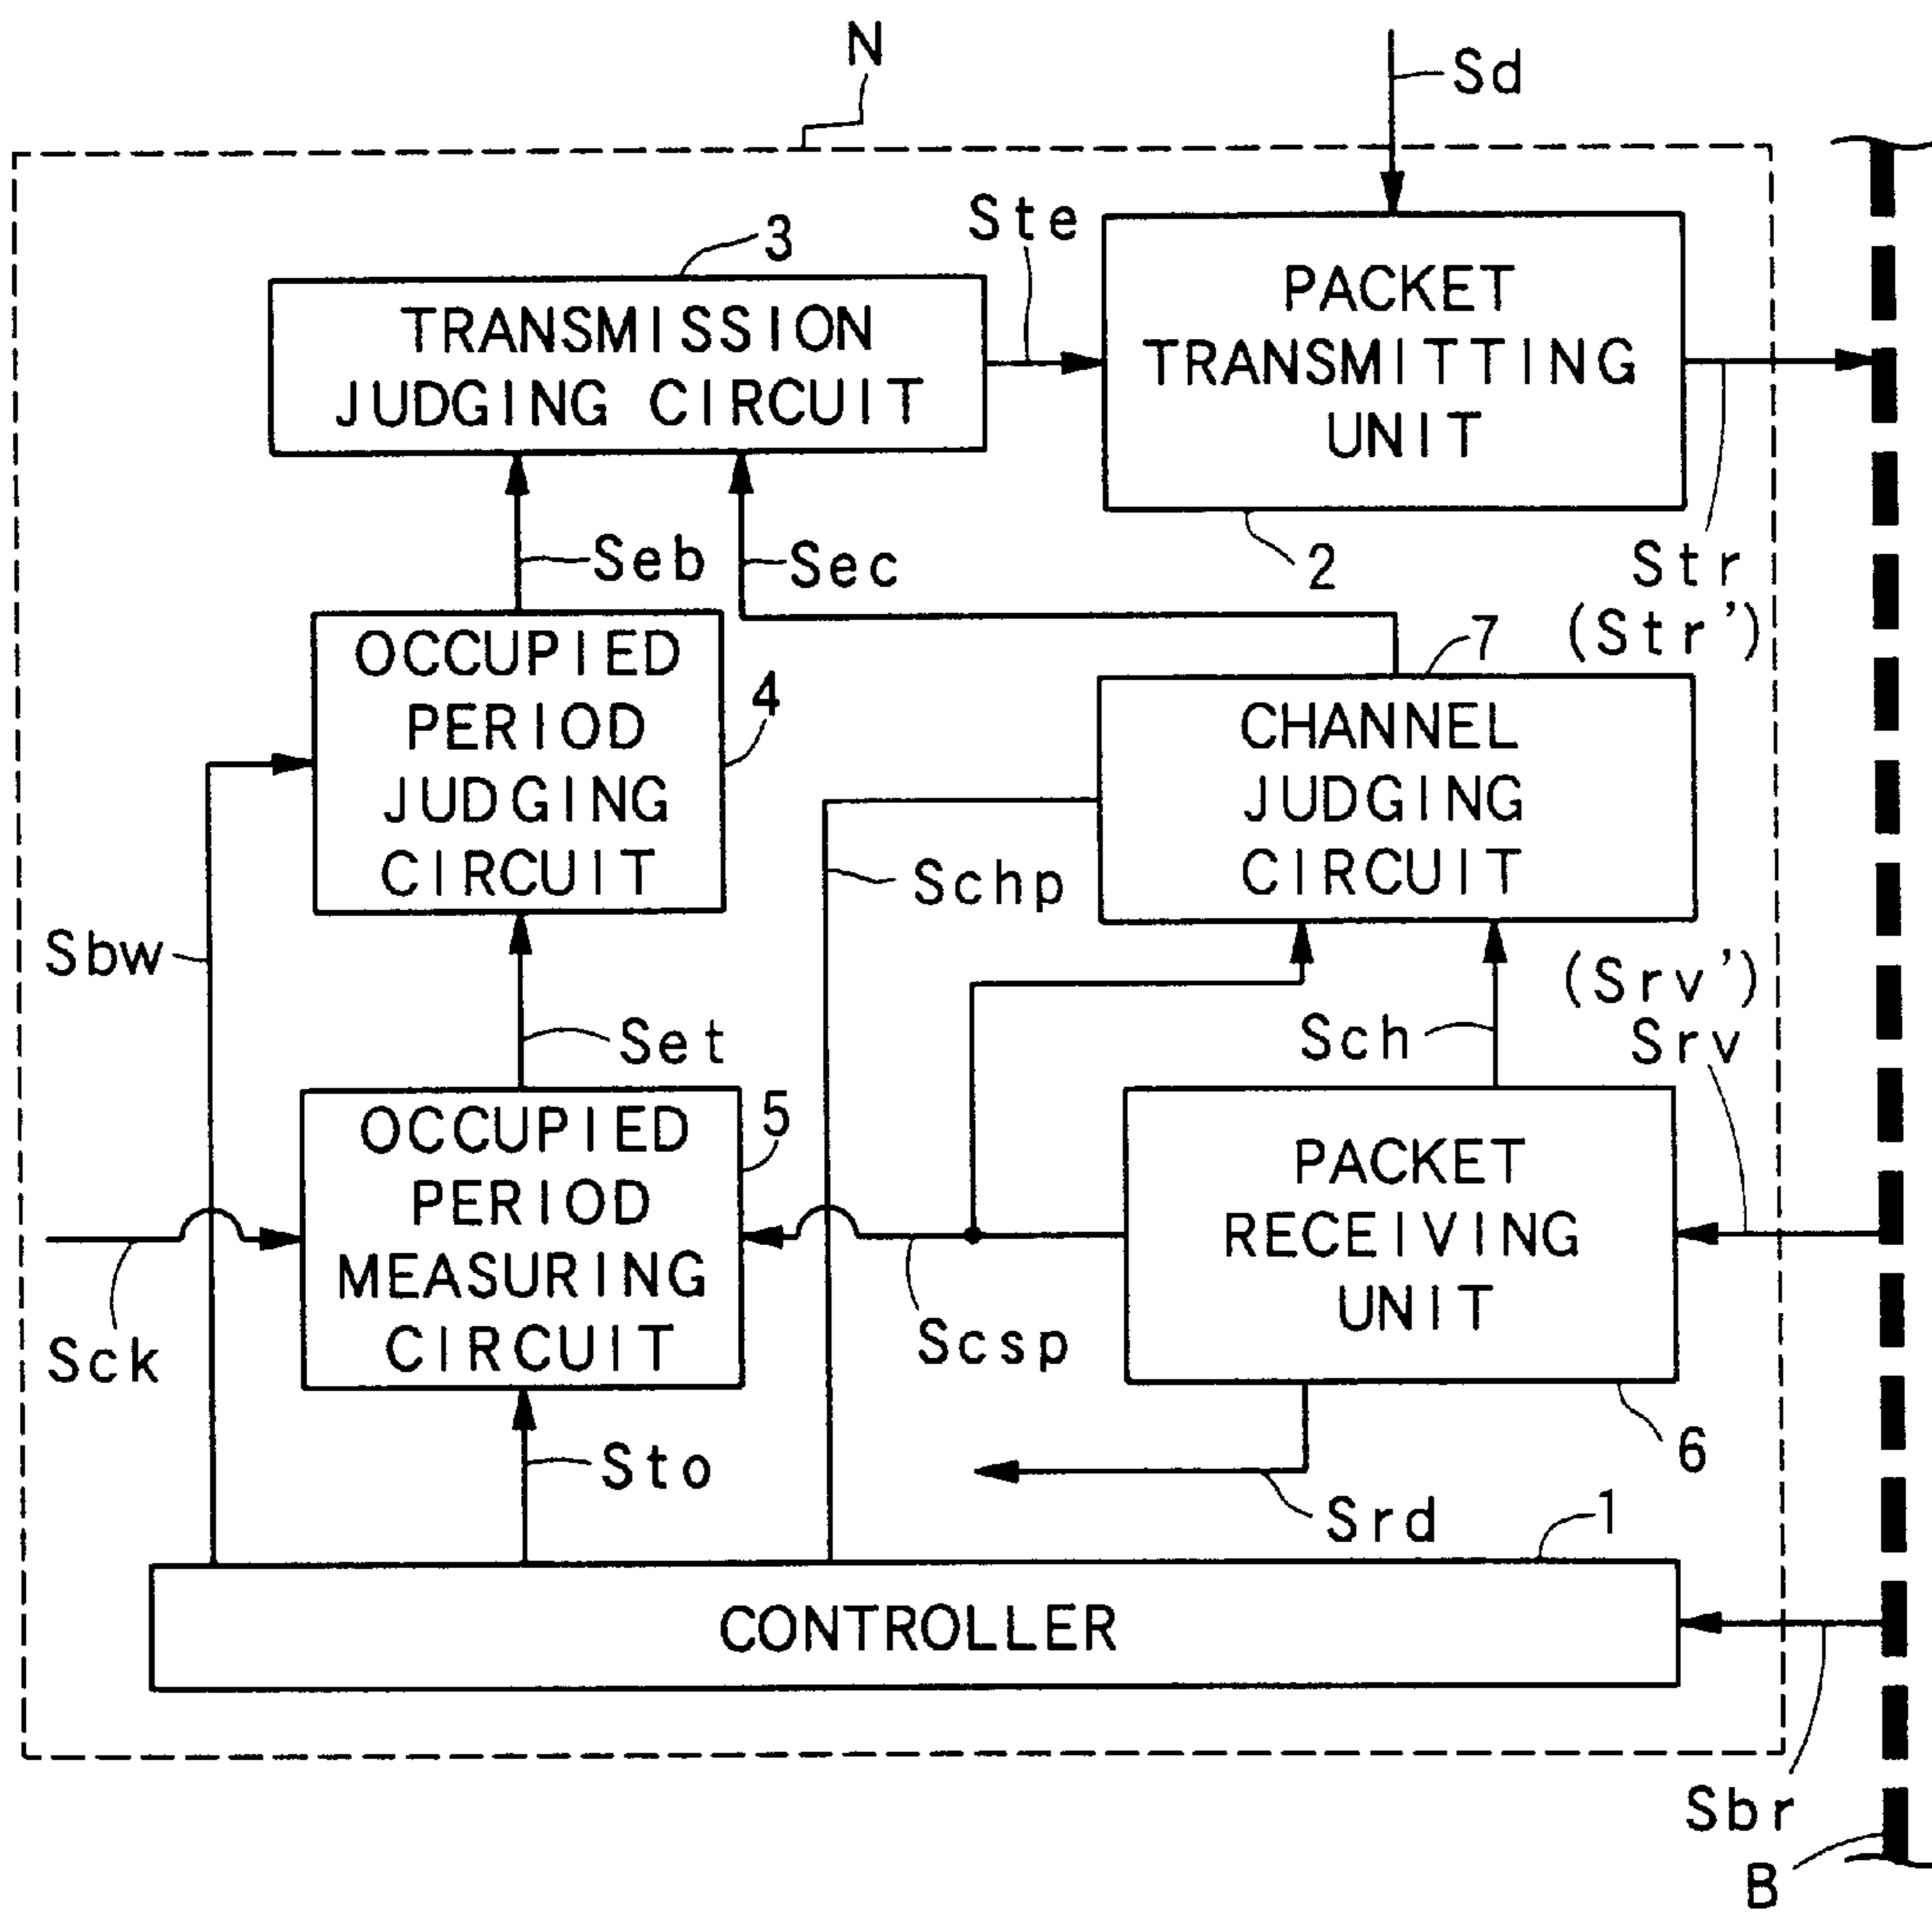 N
Sd
3
Ste
TRANSMISSION
JUDGING CIRCUIT
PACKET
TRANSMITTING
UNIT
Seb
Sec
2
Str
(Str')
OCCUPIED
PERIOD
JUDGING
CIRCUIT
4
7
CHANNEL
JUDGING
CIRCUIT
Schp
Sbw
Set
Sch
(Srv')
Srv
OCCUPIED
PERIOD
MEASURING
CIRCUIT
5
PACKET
RECEIVING
UNIT
Sck
Scsp
6
Sto
Srd
1
CONTROLLER
Sbr
B